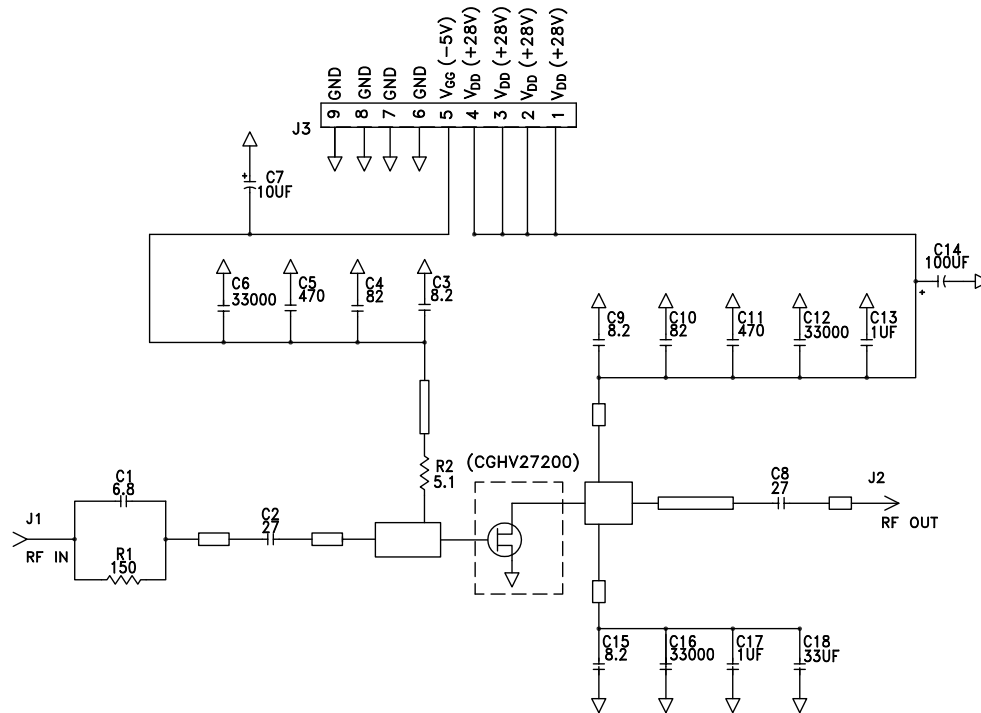 GND
GND
GND
GND
VGG (-5V)
VDD (+28V)
VDD (+28V)
VDD (+28V)
VDD (+28V)
J3
9
8
7
6
5
4
3
2
1
+
C7
10UF
C6
33000
C5
470
C4
82
C3
8.2
C14
100UF
+
C9
8.2
C10
82
C11
470
C12
33000
C13
1UF
R2
5.1
(CGHV27200)
C1
6.8
J1
RF IN
R1
150
C2
27
C8
27
J2
RF OUT
C15
8.2
C16
33000
C17
1UF
C18
33UF